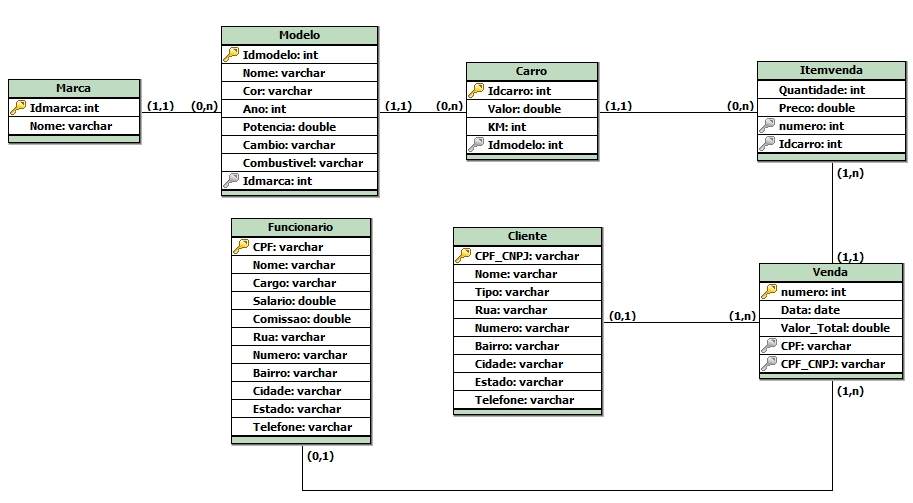 Marca
Idmarca: int
Nome: varchar
(1,1)
(0,n)
Modelo
Idmodelo: int
Nome: varchar
Cor: varchar
Ano: int
Potencia: double
Cambio: varchar
Combustivel: varchar
Idmarca: int
(1,1)
(0,n)
Carro
Idcarro: int
Valor: double
KM: int
Idmodelo: int
(1,1)
(0,n)
Itemvenda
Quantidade: int
Preco: double
numero: int
Idcarro: int
(1,n)
(1,1)
Funcionario
CPF: varchar
Nome: varchar
Cargo: varchar
Salario: double
Comissao: double
Rua: varchar
Numero: varchar
Bairro: varchar
Cidade: varchar
Estado: varchar
Telefone: varchar
(0,1)
Cliente
CPF_CNPJ: varchar
Nome: varchar
Tipo: varchar
Rua: varchar
Numero: varchar
Bairro: varchar
Cidade: varchar
Estado: varchar
Telefone: varchar
(0,1)
(1,n)
Venda
numero: int
Data: date
Valor_Total: double
CPF: varchar
CPF_CNPJ: varchar
(1,n)